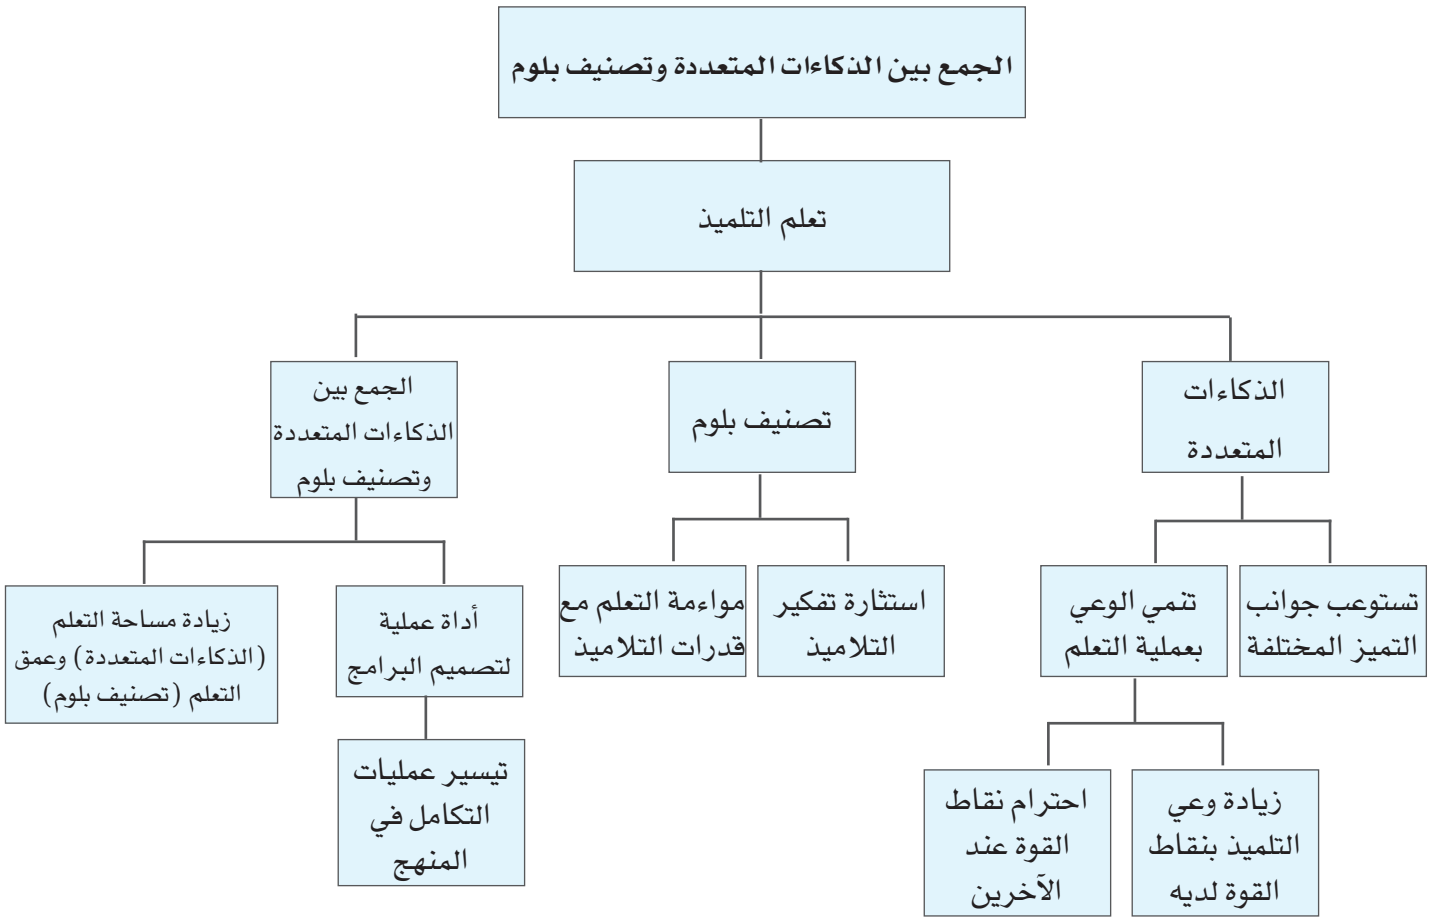 الجمع بين الذكاءات المتعددة وتصنيف بلوم
تعلم التلميذ
الذكاءات
المتعددة
تصنيف بلوم
الجمع بين
الذكاءات المتعددة
وتصنيف بلوم
تستوعب جوانب
التميز المختلفة
تنمي الوعي
بعملية التعلم
استثارة تفكير
التلاميذ
مواءمة التعلم مع
قدرات التلاميذ
أداة عملية
لتصميم البرامج
زيادة مساحة التعلم
(الذكاءات المتعددة) وعمق
التعلم (تصنيف بلوم)
زيادة وعي
التلميذ بنقاط
القوة لديه
احترام نقاط
القوة عند
الآخرين
تيسير عمليات
التكامل في
المنهج